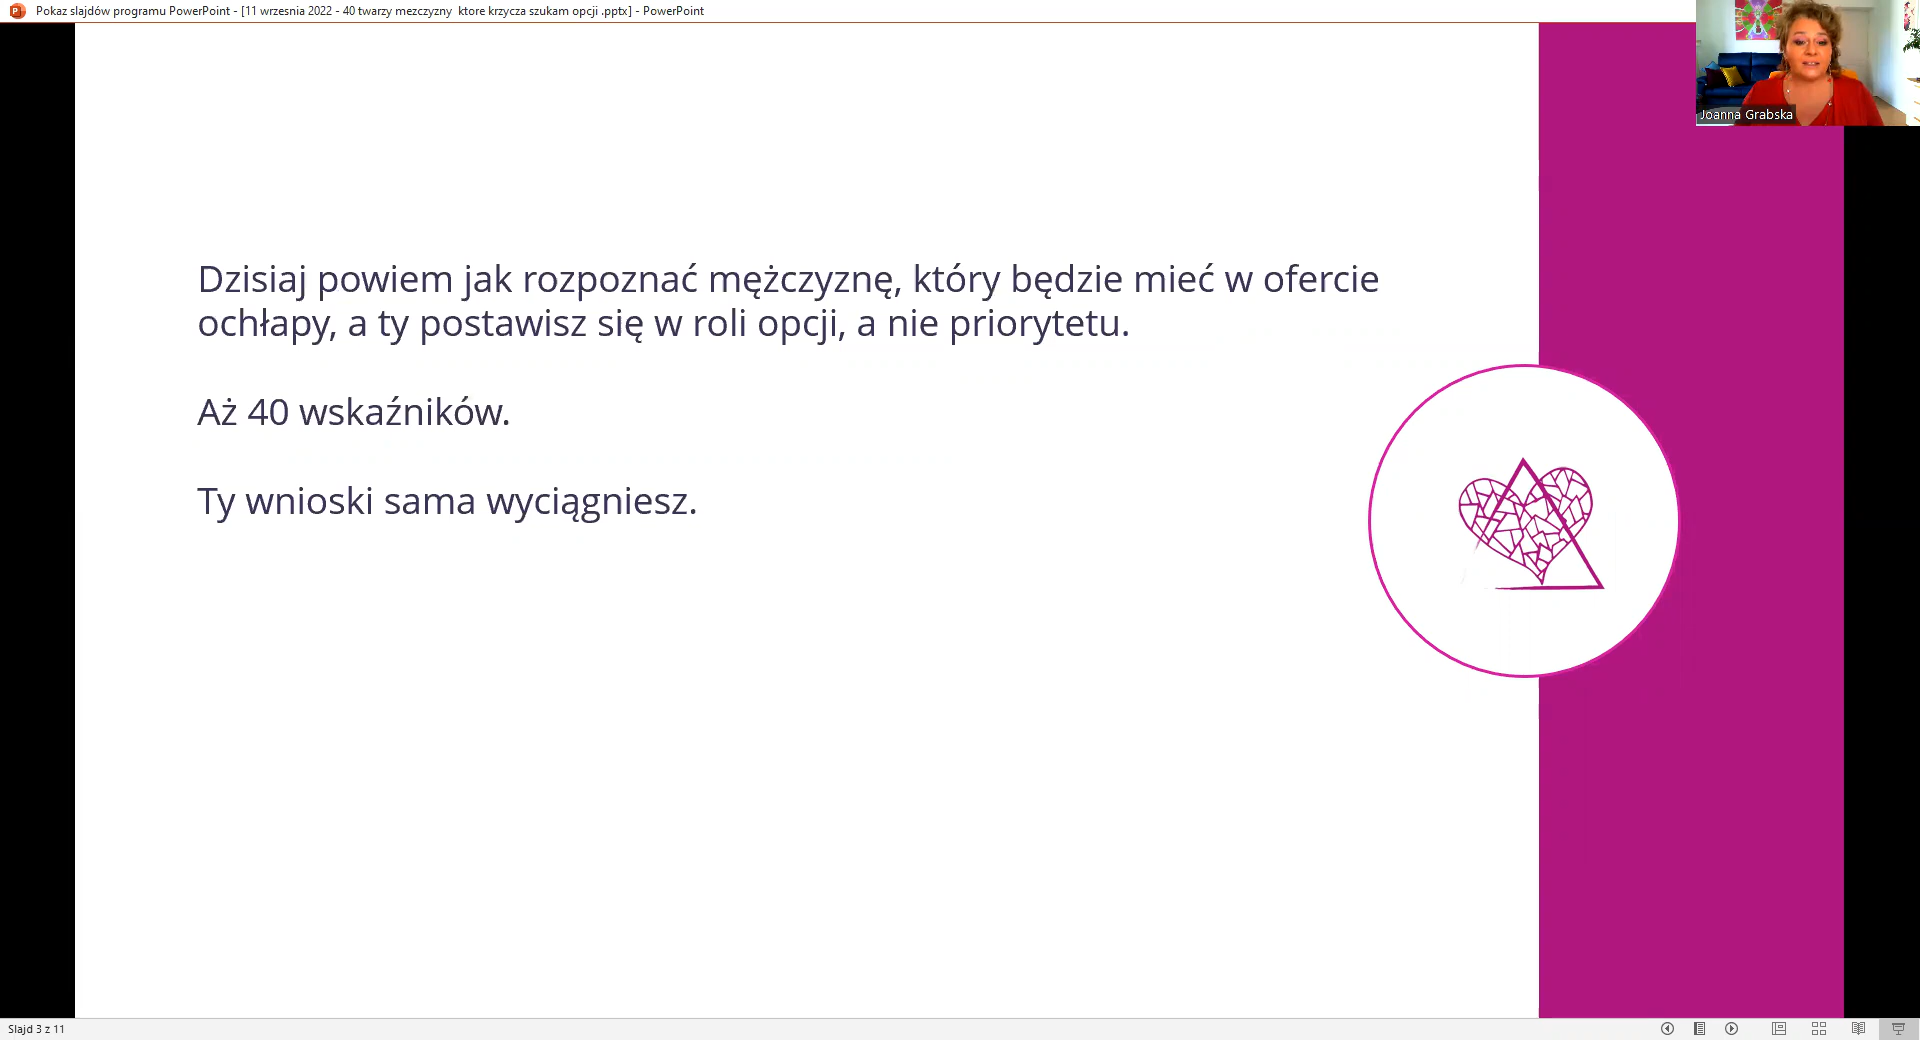 Pokaz slajdów programu PowerPoint - [11 wrzesnia 2022 - 40 twarzy mezczyzny  ktore krzycza szukam opcji .pptx] - PowerPoint
Joanna Grabska
Dzisiaj powiem jak rozpoznać mężczyznę, który będzie mieć w ofercie
ochłapy, a ty postawisz się w roli opcji, a nie priorytetu.
Aż 40 wskaźników.
Ty wnioski sama wyciągniesz.
Slajd 3 z 11